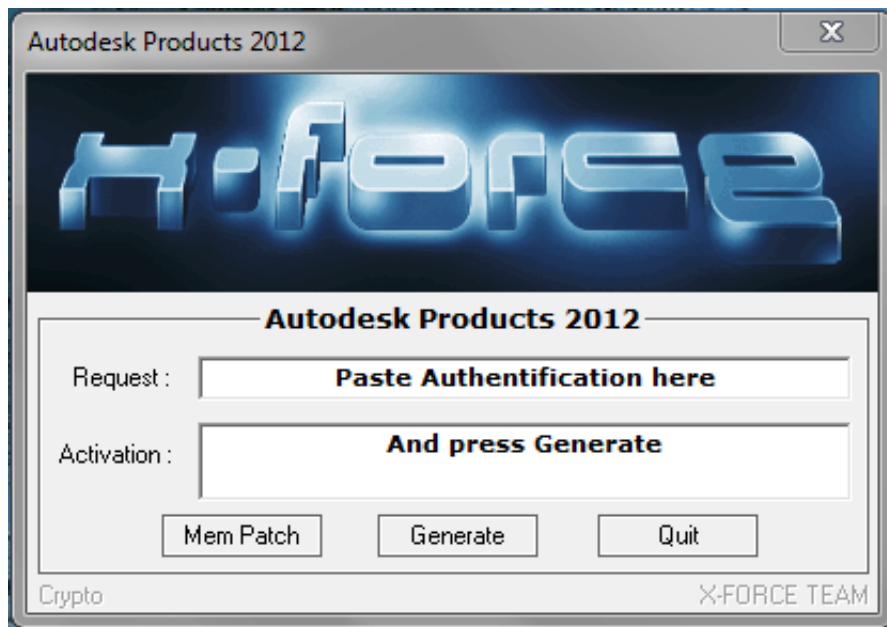 Autodesk Products 2012
X
x-force
Autodesk Products 2012
Request : Paste Authentification here
Activation : And press Generate
Mem Patch Generate Quit
Crypto X-FORCE TEAM